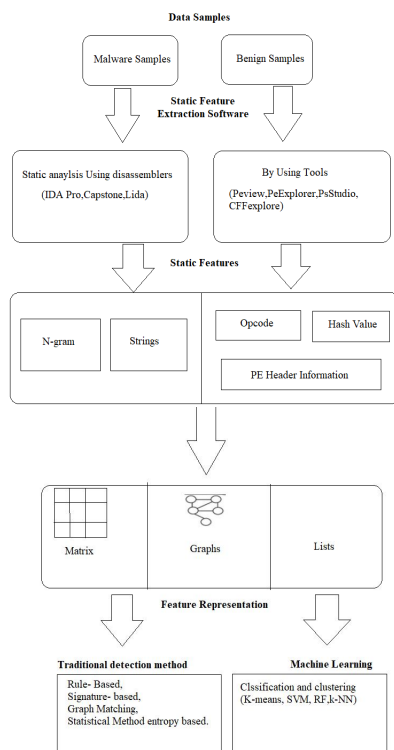 Data Samples
Malware Samples
Benign Samples
Static Feature
Extraction Software
Static anaylsis Using disassemblers
(IDA Pro,Capstone,Lida)
By Using Tools
(Peview,PeExplorer,PsStudio,
CFFexplore)
Static Features
N-gram
Strings
Opcode
Hash Value
PE Header Information
Matrix
Graphs
Lists
Feature Representation
Traditional detection method
Rule- Based,
Signature- based,
Graph Matching,
Statistical Method entropy based.
Machine Learning
Clssification and clustering
(K-means, SVM, RF,k-NN)